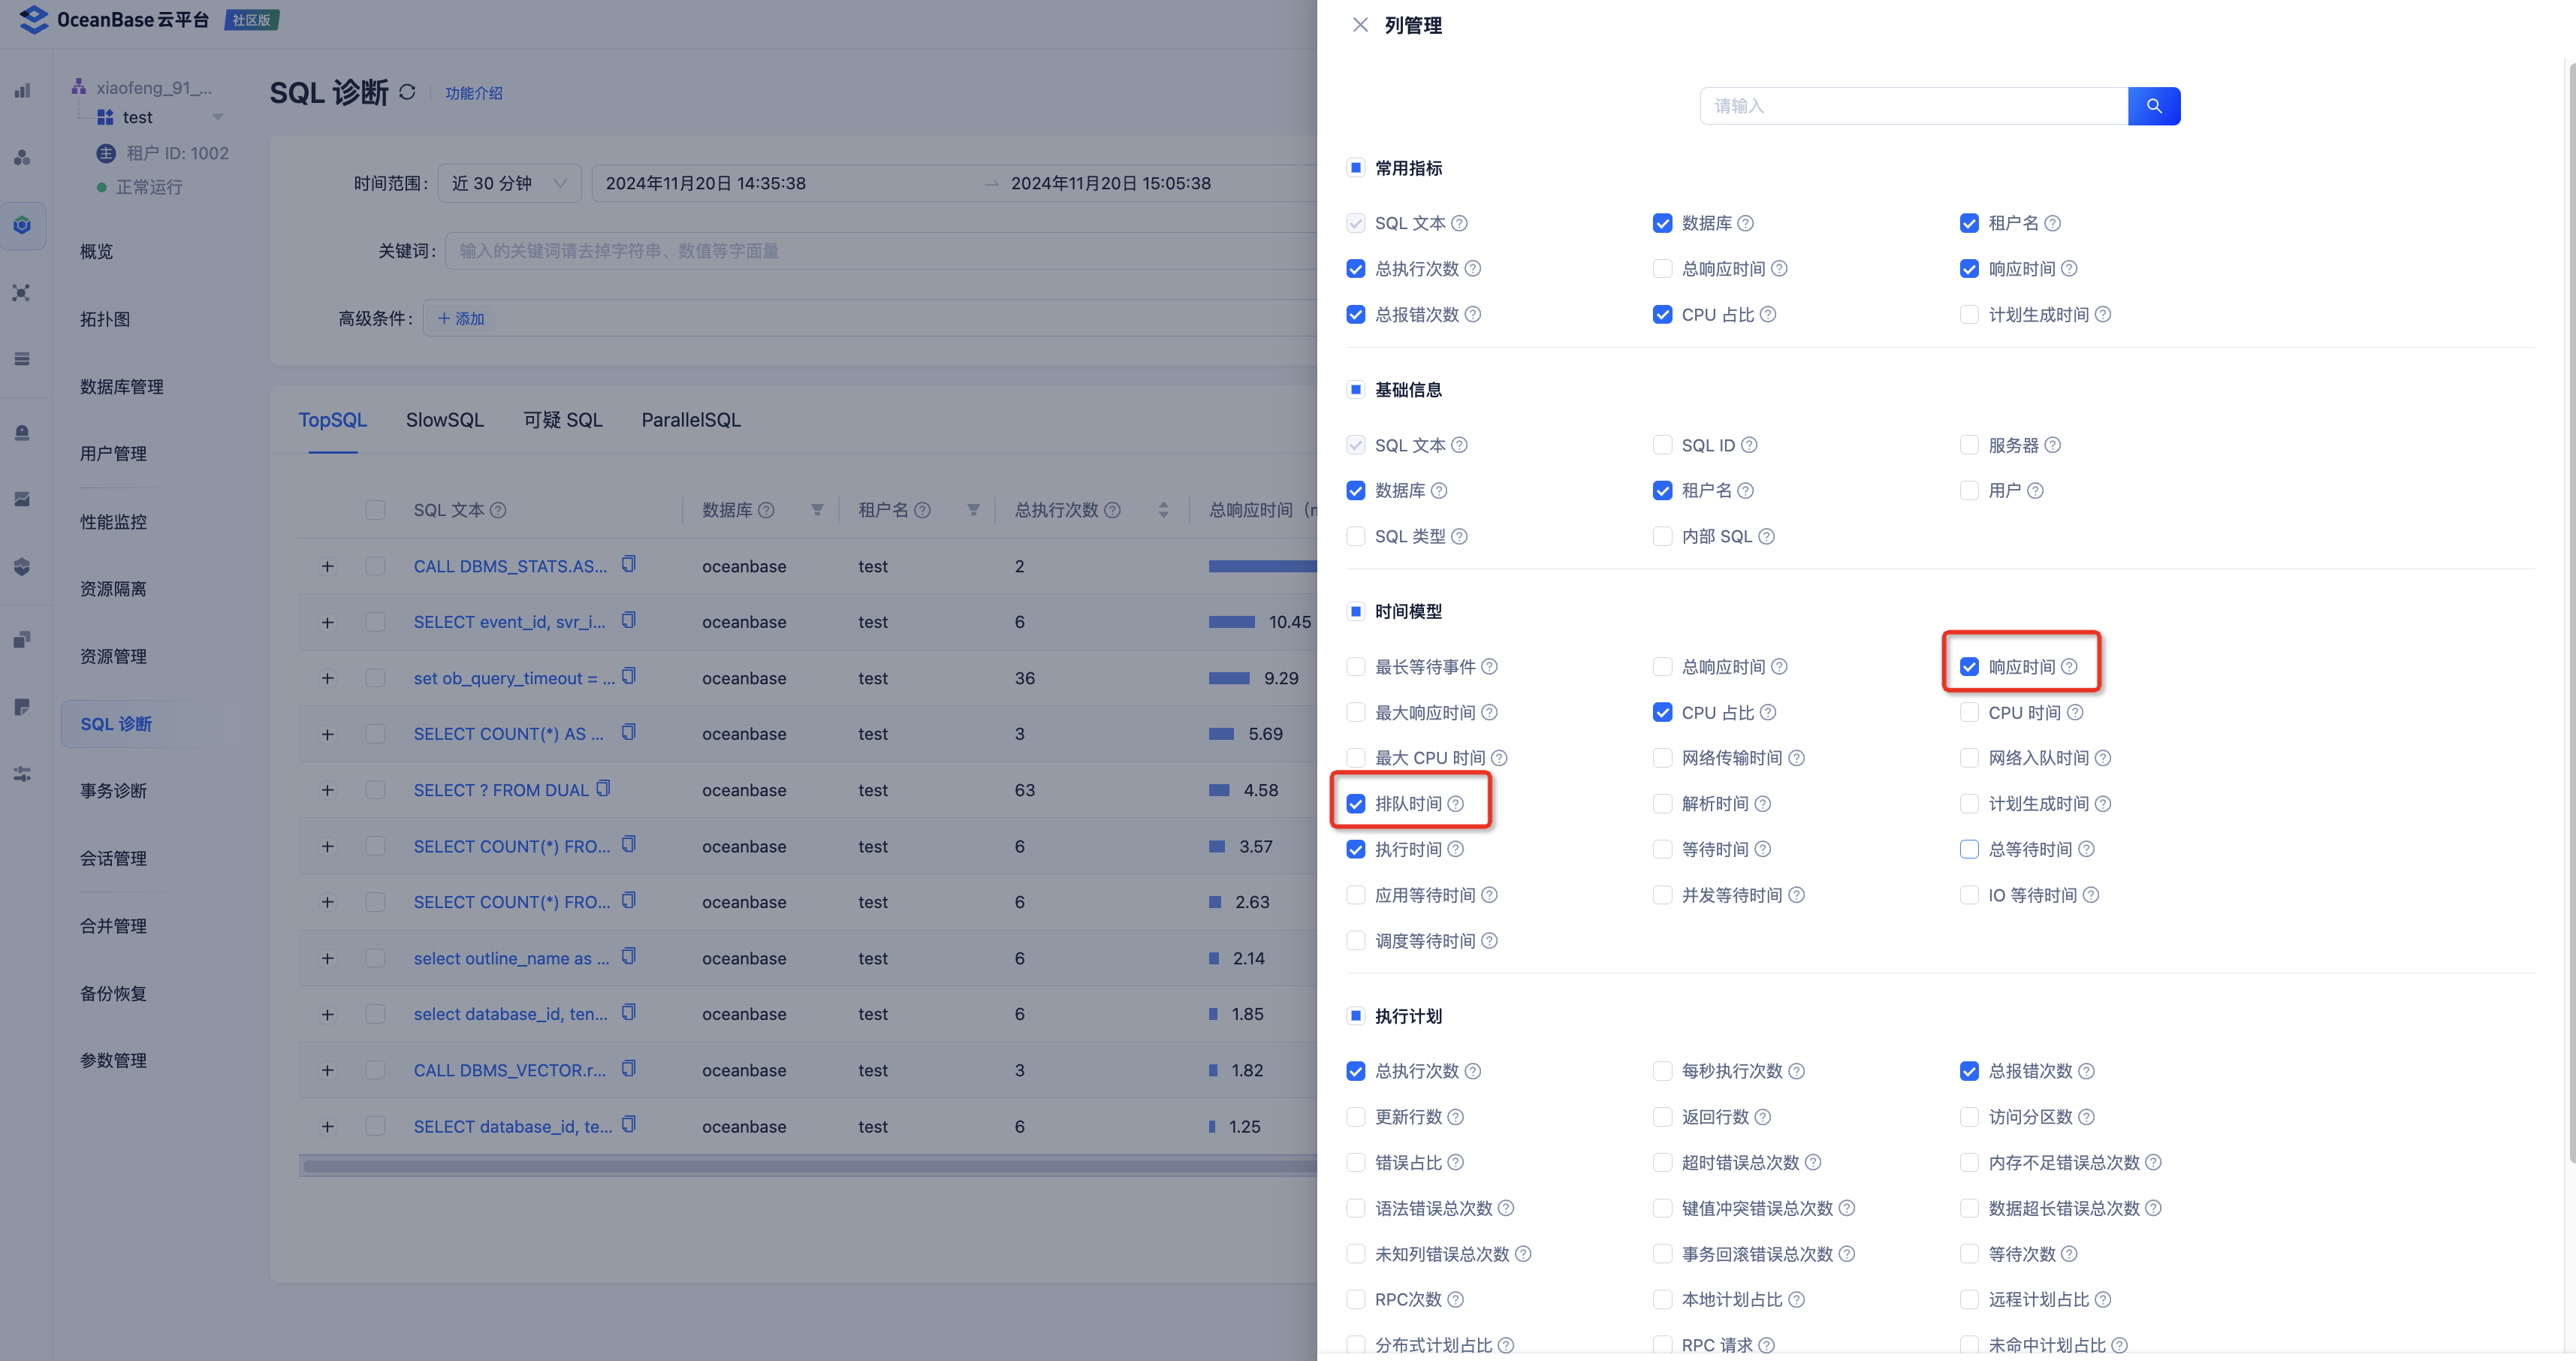 OceanBase 云平台 社区版
xiaofeng_91_...
test
主 租户 ID: 1002
正常运行
概览
拓扑图
数据库管理
用户管理
性能监控
资源隔离
资源管理
SQL 诊断
事务诊断
会话管理
合并管理
备份恢复
参数管理
SQL 诊断 功能介绍
时间范围: 近 30 分钟 2024年11月20日 14:35:38 → 2024年11月20日 15:05:38
关键词: 输入的关键词请去掉字符串、数值等字面量
高级条件: + 添加
TopSQL SlowSQL 可疑 SQL ParallelSQL
SQL 文本 数据库 租户名 总执行次数 总响应时间
CALL DBMS_STATS.AS... oceanbase test 2
SELECT event_id, svr_i... oceanbase test 6 10.45
set ob_query_timeout = ... oceanbase test 36 9.29
SELECT COUNT(*) AS ... oceanbase test 3 5.69
SELECT ? FROM DUAL oceanbase test 63 4.58
SELECT COUNT(*) FRO... oceanbase test 6 3.57
SELECT COUNT(*) FRO... oceanbase test 6 2.63
select outline_name as ... oceanbase test 6 2.14
select database_id, ten... oceanbase test 6 1.85
CALL DBMS_VECTOR.r... oceanbase test 3 1.82
SELECT database_id, te... oceanbase test 6 1.25
列管理
请输入
常用指标
SQL 文本 数据库 租户名
总执行次数 总响应时间 响应时间
总报错次数 CPU 占比 计划生成时间
基础信息
SQL 文本 SQL ID 服务器
数据库 租户名 用户
SQL 类型 内部 SQL
时间模型
最长等待事件 总响应时间 响应时间
最大响应时间 CPU 占比 CPU 时间
最大 CPU 时间 网络传输时间 网络入队时间
排队时间 解析时间 计划生成时间
执行时间 等待时间 总等待时间
应用等待时间 并发等待时间 IO 等待时间
调度等待时间
执行计划
总执行次数 每秒执行次数 总报错次数
更新行数 返回行数 访问分区数
错误占比 超时错误总次数 内存不足错误总次数
语法错误总次数 键值冲突错误总次数 数据超长错误总次数
未知列错误总次数 事务回滚错误总次数 等待次数
RPC次数 本地计划占比 远程计划占比
分布式计划占比 RPC 请求 未命中计划占比